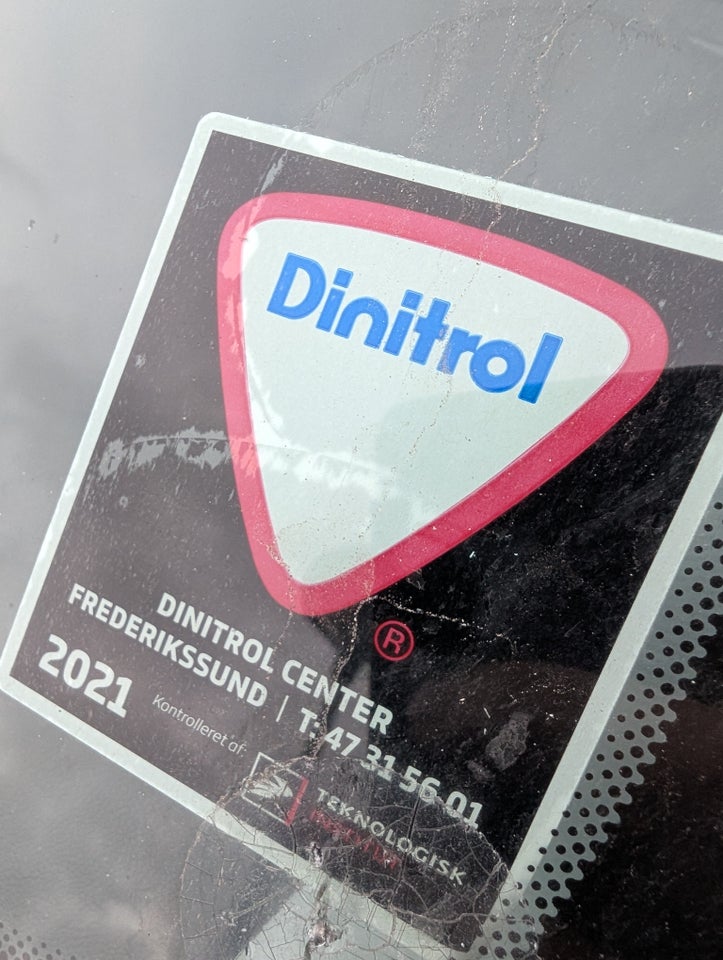 Dinitrol
®
DINITROL CENTER
FREDERIKSSUND | T. 47 31 56 01
2021
Kontrolleret af:
TEKNOLOGISK